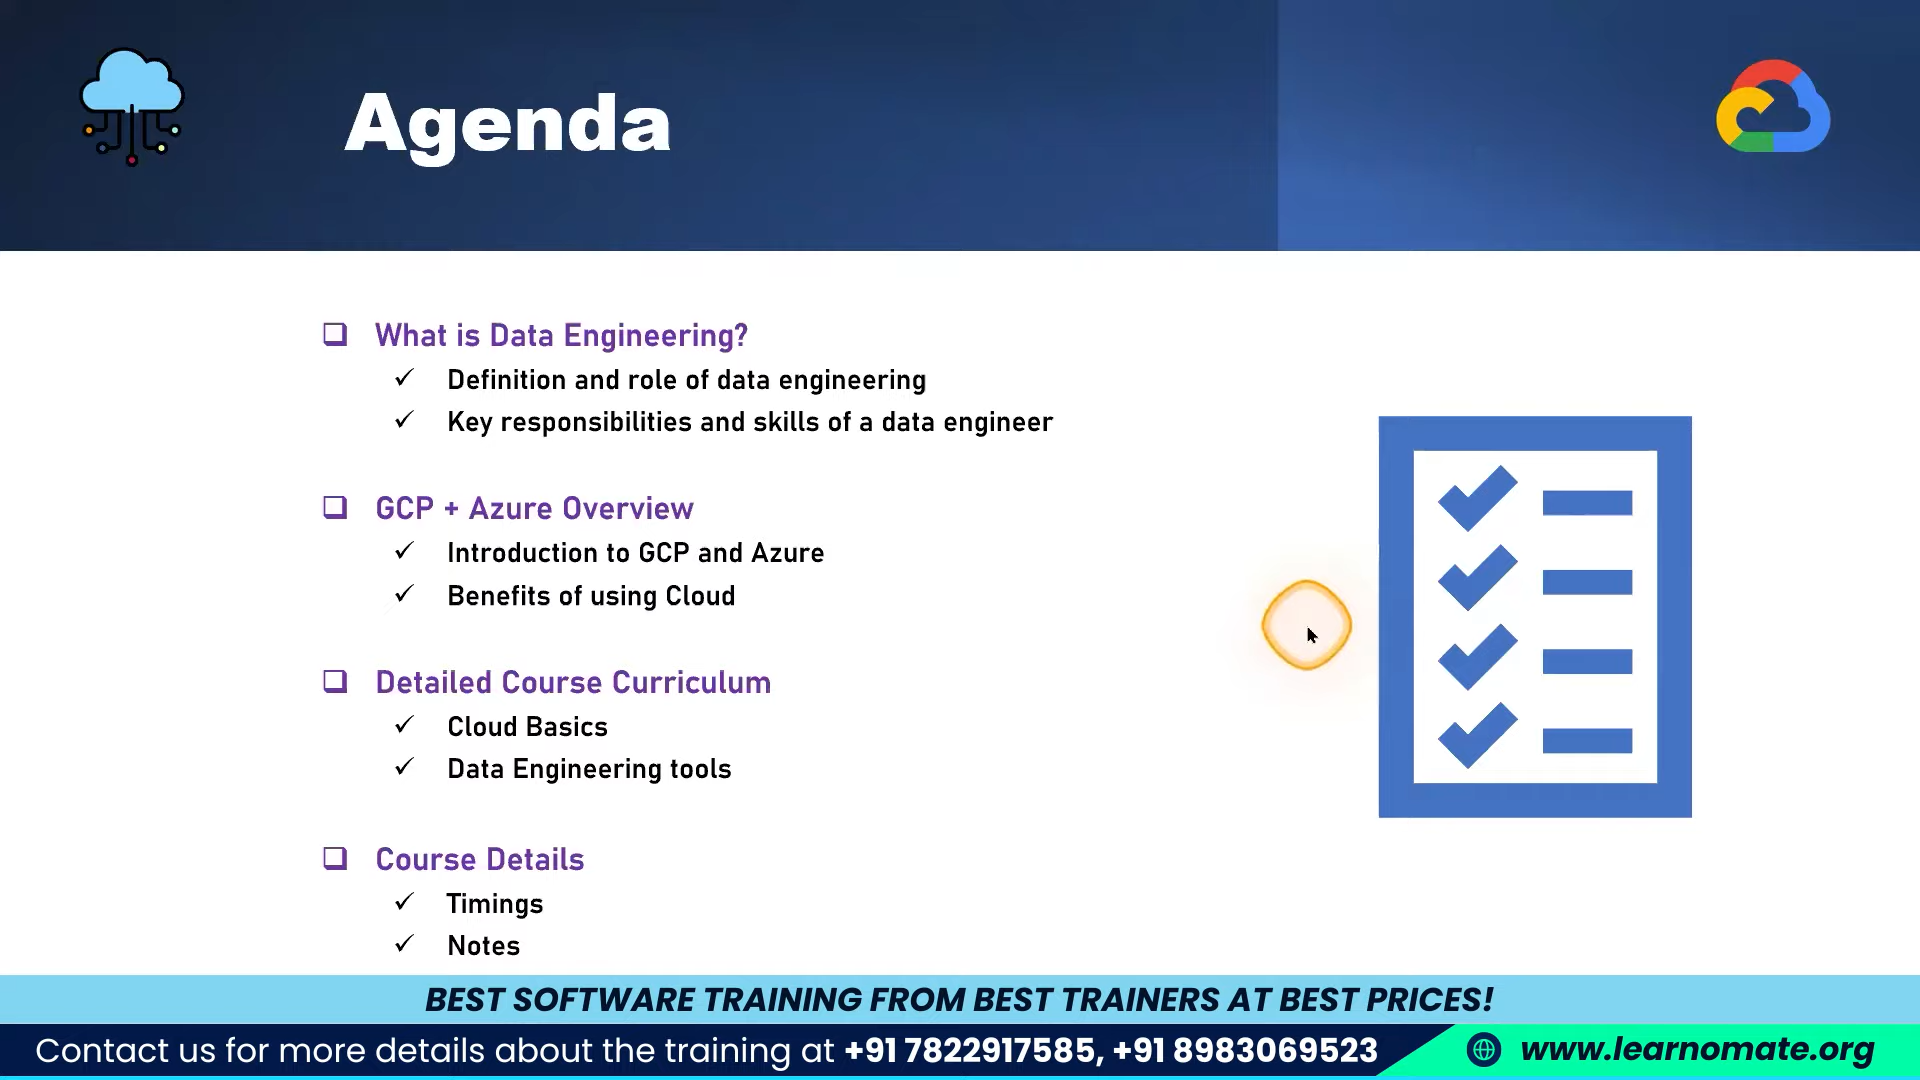 Agenda
What is Data Engineering?
Definition and role of data engineering
Key responsibilities and skills of a data engineer
GCP + Azure Overview
Introduction to GCP and Azure
Benefits of using Cloud
Detailed Course Curriculum
Cloud Basics
Data Engineering tools
Course Details
Timings
Notes
BEST SOFTWARE TRAINING FROM BEST TRAINERS AT BEST PRICES!
Contact us for more details about the training at +91 7822917585, +91 8983069523
www.learnomate.org